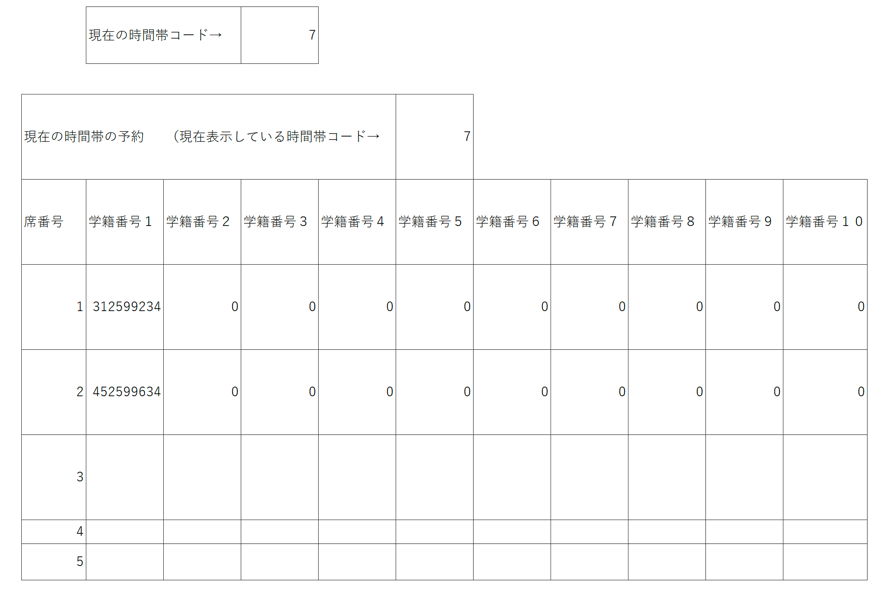 現在の時間帯コード→ 7
現在の時間帯の予約 （現在表示している時間帯コード→ 7
席番号 学籍番号１ 学籍番号２ 学籍番号３ 学籍番号４ 学籍番号５ 学籍番号６ 学籍番号７ 学籍番号８ 学籍番号９ 学籍番号１０
1 312599234 0 0 0 0 0 0 0 0 0
2 452599634 0 0 0 0 0 0 0 0 0
3
4
5